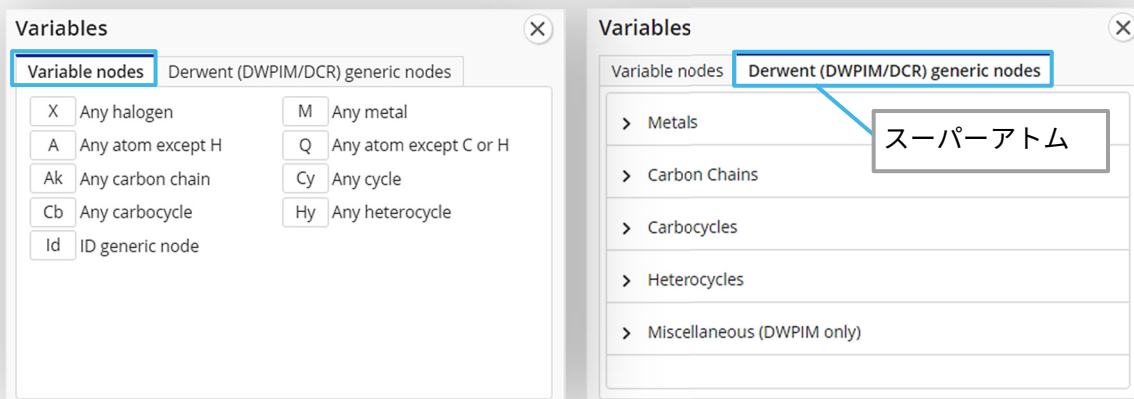 Variables
Variable nodes Derwent (DWPIM/DCR) generic nodes
X Any halogen M Any metal
A Any atom except H Q Any atom except C or H
Ak Any carbon chain Cy Any cycle
Cb Any carbocycle Hy Any heterocycle
Id ID generic node
Variables
Variable nodes Derwent (DWPIM/DCR) generic nodes
スーパーアトム
Metals
Carbon Chains
Carbocycles
Heterocycles
Miscellaneous (DWPIM only)